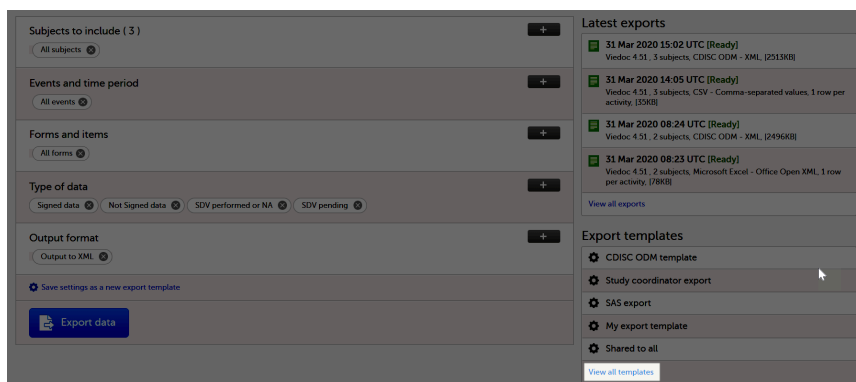 Subjects to include ( 3 )
All subjects
Events and time period
All events
Forms and items
All forms
Type of data
Signed data
Not Signed data
SDV performed or NA
SDV pending
Output format
Output to XML
Save settings as a new export template
Export data
Latest exports
31 Mar 2020 15:02 UTC [Ready]
Viedoc 4.51 , 3 subjects, CDISC ODM - XML, [2513KB]
31 Mar 2020 14:05 UTC [Ready]
Viedoc 4.51 , 3 subjects, CSV - Comma-separated values, 1 row per
activity, [35KB]
31 Mar 2020 08:24 UTC [Ready]
Viedoc 4.51 , 2 subjects, CDISC ODM - XML, [2496KB]
31 Mar 2020 08:23 UTC [Ready]
Viedoc 4.51 , 2 subjects, Microsoft Excel - Office Open XML, 1 row
per activity, [78KB]
View all exports
Export templates
CDISC ODM template
Study coordinator export
SAS export
My export template
Shared to all
View all templates